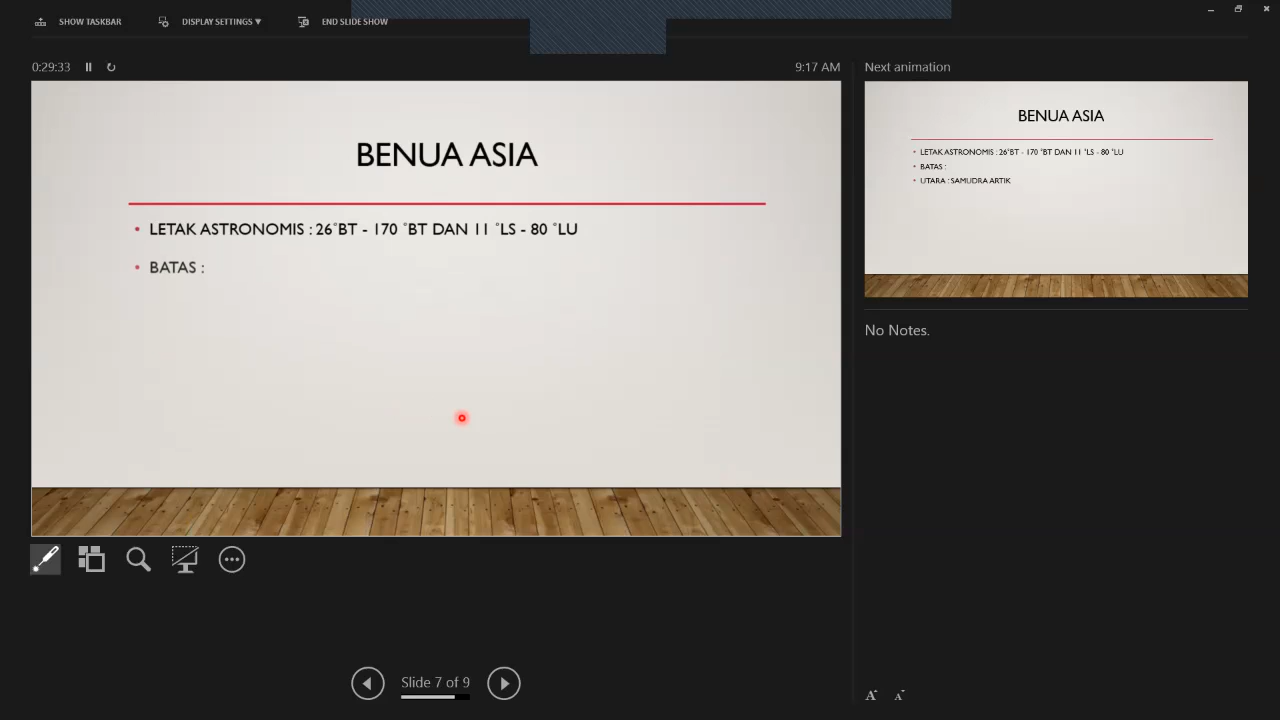 SHOW TASKBAR
DISPLAY SETTINGS ▼
END SLIDE SHOW
0:29:33
9:17 AM
BENUA ASIA
• LETAK ASTRONOMIS : 26°BT - 170 °BT DAN 11 °LS - 80 °LU
• BATAS :
Slide 7 of 9
Next animation
BENUA ASIA
• LETAK ASTRONOMIS : 26°BT - 170 °BT DAN 11 °LS - 80 °LU
• BATAS :
• UTARA : SAMUDRA ARTIK
No Notes.
A A